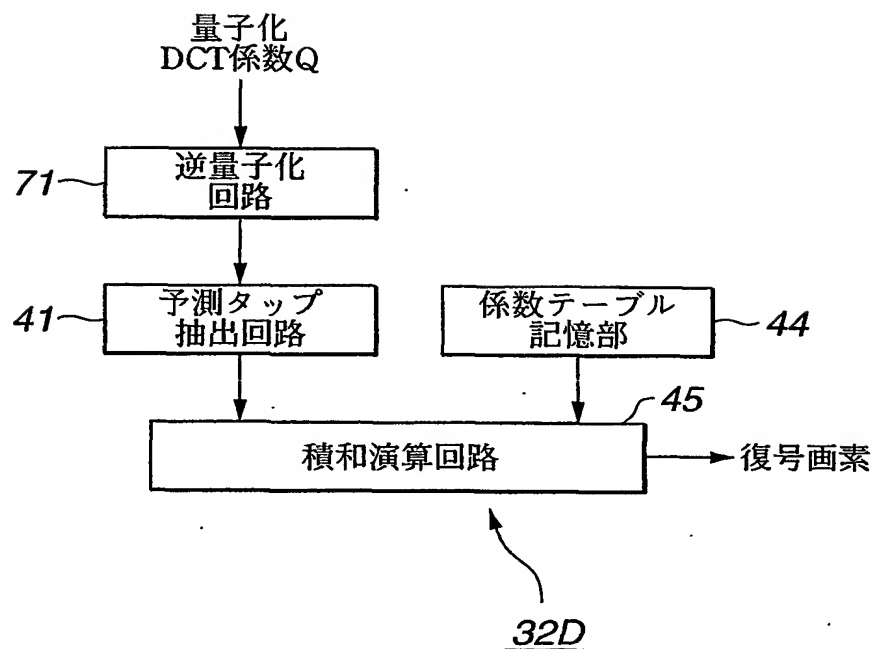 量子化
DCT係数Q
71
逆量子化
回路
41
予測タップ
抽出回路
係数テーブル
記憶部
44
45
積和演算回路
復号画素
32D